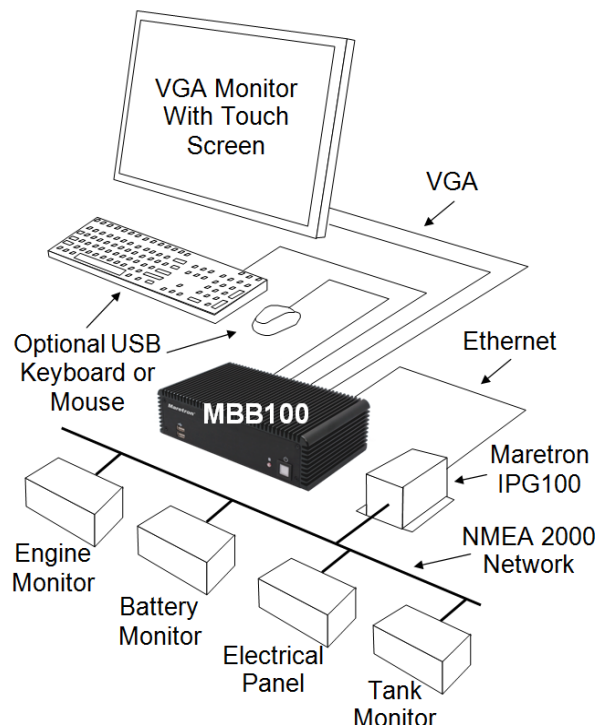 VGA Monitor
With Touch
Screen
VGA
Optional USB
Keyboard or
Mouse
Ethernet
Maretron
MBB100
Maretron
IPG100
NMEA 2000
Network
Engine
Monitor
Battery
Monitor
Electrical
Panel
Tank
Monitor